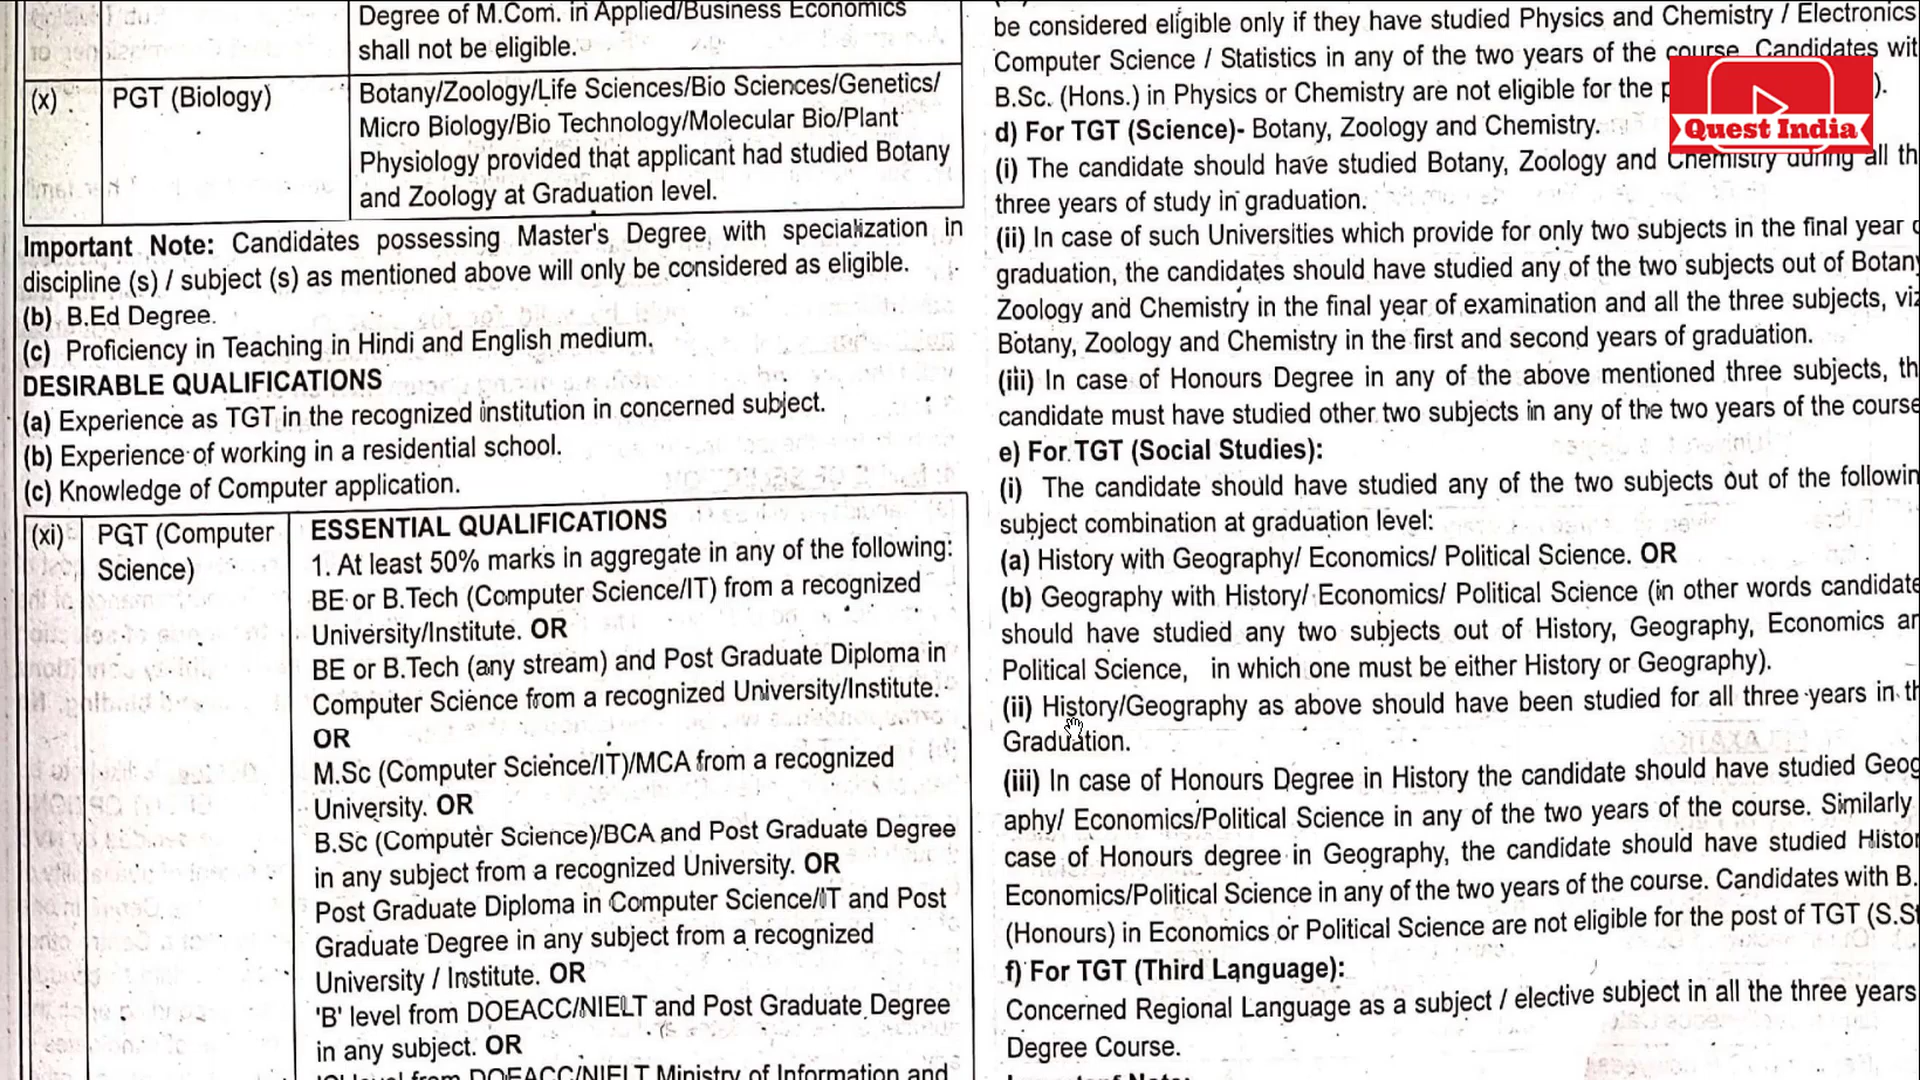 Degree of M.Com. in Applied/Business Economics
shall not be eligible.
(x) PGT (Biology) Botany/Zoology/Life Sciences/Bio Sciences/Genetics/
Micro Biology/Bio Technology/Molecular Bio/Plant
Physiology provided that applicant had studied Botany
and Zoology at Graduation level.
Important Note: Candidates possessing Master's Degree with specialization in
discipline (s) / subject (s) as mentioned above will only be considered as eligible.
(b) B.Ed Degree.
(c) Proficiency in Teaching in Hindi and English medium.
DESIRABLE QUALIFICATIONS
(a) Experience as TGT in the recognized institution in concerned subject.
(b) Experience of working in a residential school.
(c) Knowledge of Computer application.
(xi) PGT (Computer
Science)
ESSENTIAL QUALIFICATIONS
1. At least 50% marks in aggregate in any of the following:
BE or B.Tech (Computer Science/IT) from a recognized
University/Institute. OR
BE or B.Tech (any stream) and Post Graduate Diploma in
Computer Science from a recognized University/Institute.
OR
M.Sc (Computer Science/IT)/MCA from a recognized
University. OR
B.Sc (Computer Science)/BCA and Post Graduate Degree
in any subject from a recognized University. OR
Post Graduate Diploma in Computer Science/IT and Post
Graduate Degree in any subject from a recognized
University / Institute. OR
'B' level from DOEACC/NIELT and Post Graduate Degree
in any subject. OR
level from DOEACC/NIELT Ministry of Information and
be considered eligible only if they have studied Physics and Chemistry / Electronics
Computer Science / Statistics in any of the two years of the course. Candidates wit
B.Sc. (Hons.) in Physics or Chemistry are not eligible for the p ).
d) For TGT (Science)- Botany, Zoology and Chemistry.
(i) The candidate should have studied Botany, Zoology and Chemistry during all th
three years of study in graduation.
(ii) In case of such Universities which provide for only two subjects in the final year
graduation, the candidates should have studied any of the two subjects out of Botany
Zoology and Chemistry in the final year of examination and all the three subjects, viz
Botany, Zoology and Chemistry in the first and second years of graduation.
(iii) In case of Honours Degree in any of the above mentioned three subjects, th
candidate must have studied other two subjects in any of the two years of the course
e) For TGT (Social Studies):
(i) The candidate should have studied any of the two subjects out of the followin
subject combination at graduation level:
(a) History with Geography/ Economics/ Political Science. OR
(b) Geography with History/ Economics/ Political Science (in other words candidate
should have studied any two subjects out of History, Geography, Economics an
Political Science, in which one must be either History or Geography).
(ii) History/Geography as above should have been studied for all three years in th
Graduation.
(iii) In case of Honours Degree in History the candidate should have studied Geog
aphy/ Economics/Political Science in any of the two years of the course. Similarly
case of Honours degree in Geography, the candidate should have studied Histor
Economics/Political Science in any of the two years of the course. Candidates with B.
(Honours) in Economics or Political Science are not eligible for the post of TGT (S.St
f) For TGT (Third Language):
Concerned Regional Language as a subject / elective subject in all the three years
Degree Course.
Important Note:
Quest India